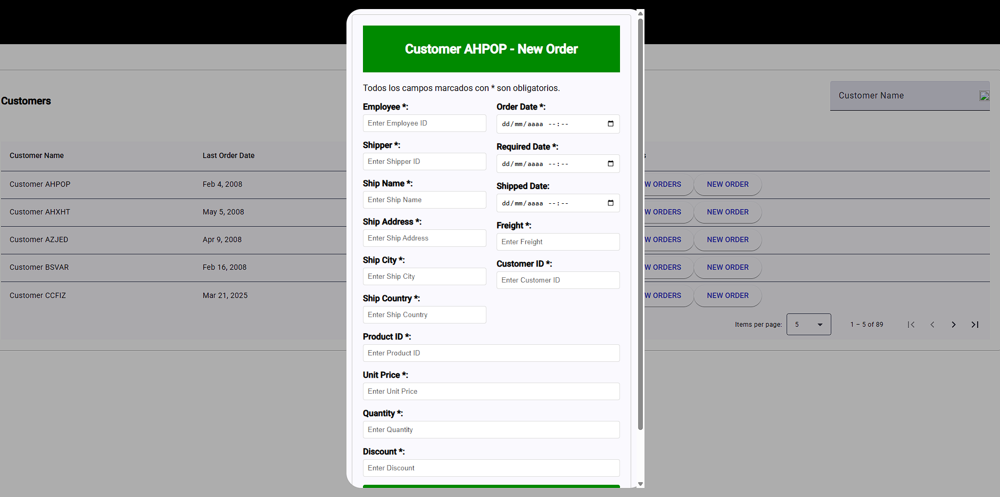 Customer AHPOP - New Order
Todos los campos marcados con * son obligatorios.
Employee *:
Enter Employee ID
Order Date *:
dd/mm/aaaa --:--
Shipper *:
Enter Shipper ID
Required Date *:
dd/mm/aaaa --:--
Ship Name *:
Enter Ship Name
Shipped Date:
dd/mm/aaaa --:--
Ship Address *:
Enter Ship Address
Freight *:
Enter Freight
Ship City *:
Enter Ship City
Customer ID *:
Enter Customer ID
Ship Country *:
Enter Ship Country
Product ID *:
Enter Product ID
Unit Price *:
Enter Unit Price
Quantity *:
Enter Quantity
Discount *:
Enter Discount
Customers
Customer Name
Customer Name Last Order Date s
Customer AHPOP Feb 4, 2008 W ORDERS NEW ORDER
Customer AHXHT May 5, 2008 W ORDERS NEW ORDER
Customer AZJED Apr 9, 2008 W ORDERS NEW ORDER
Customer BSVAR Feb 16, 2008 W ORDERS NEW ORDER
Customer CCFIZ Mar 21, 2025 W ORDERS NEW ORDER
Items per page: 5 1 – 5 of 89